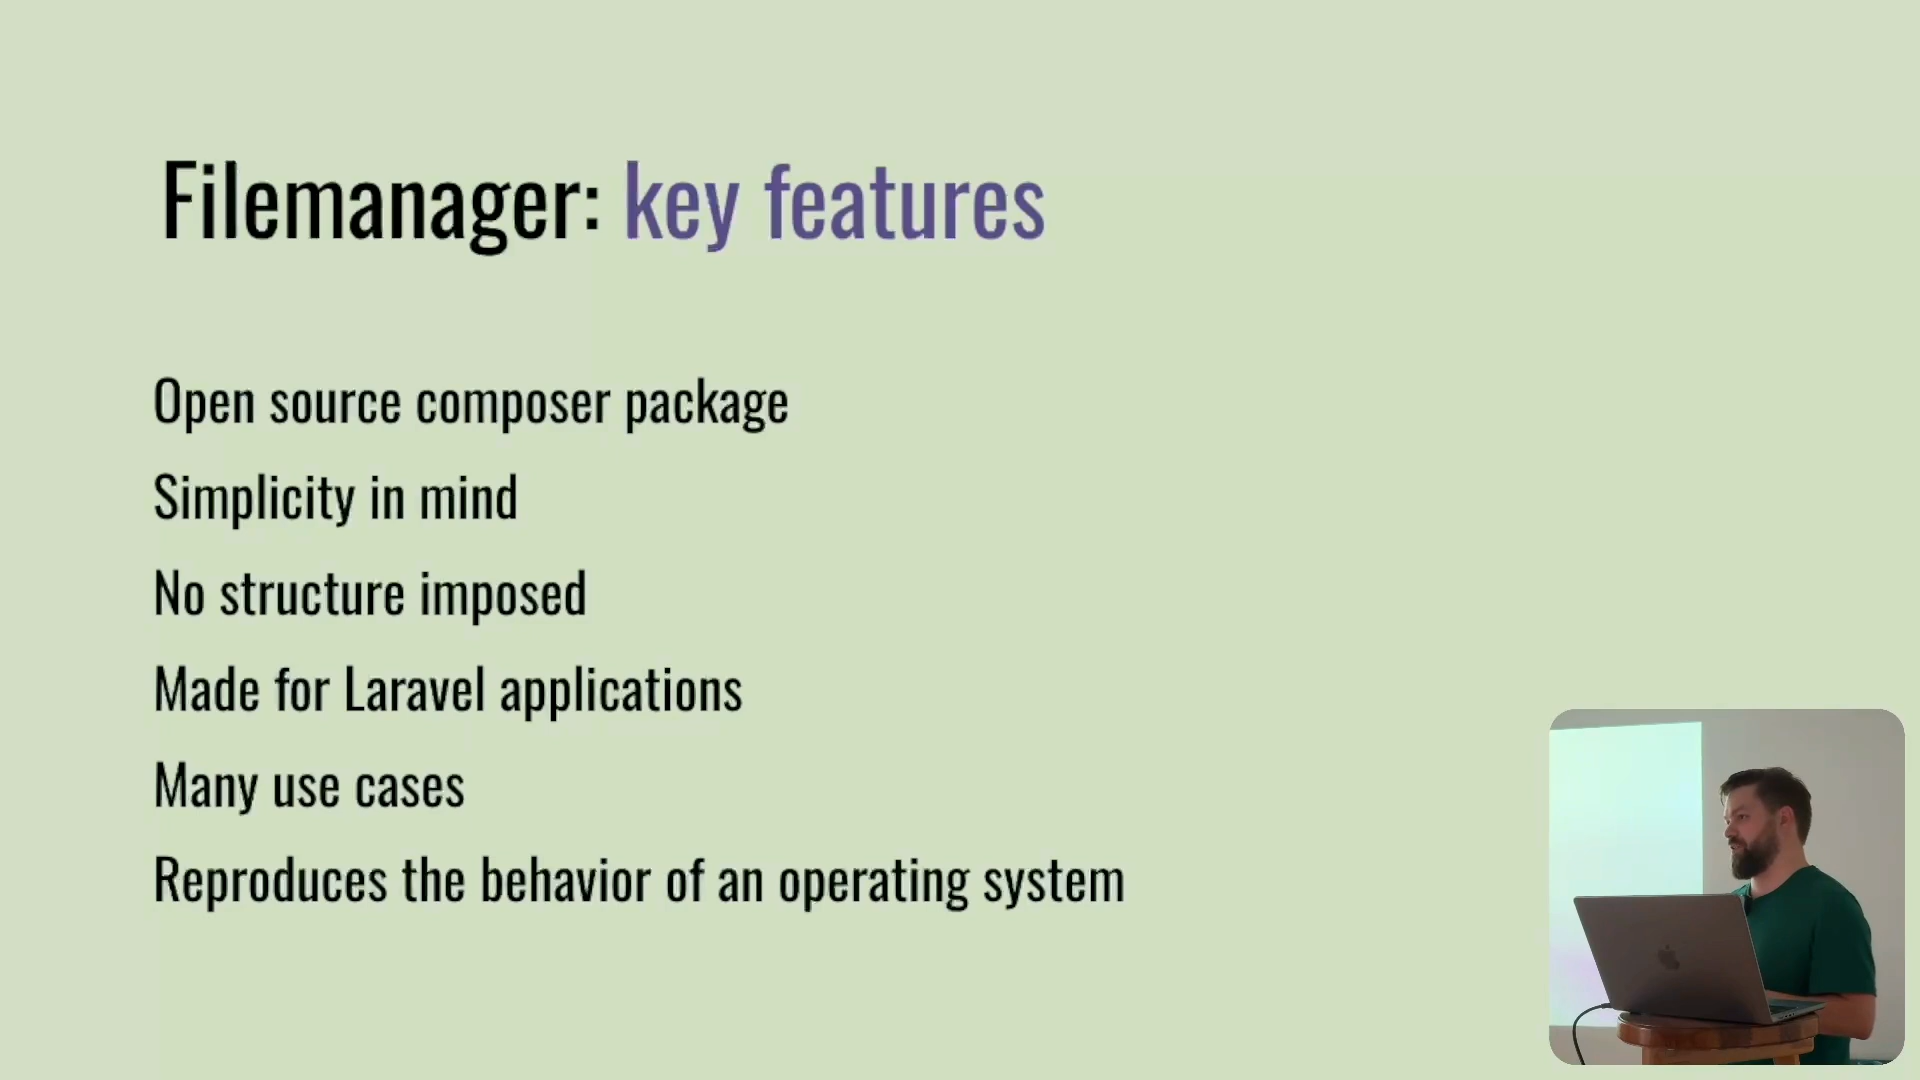 Filemanager: key features
Open source composer package
Simplicity in mind
No structure imposed
Made for Laravel applications
Many use cases
Reproduces the behavior of an operating system